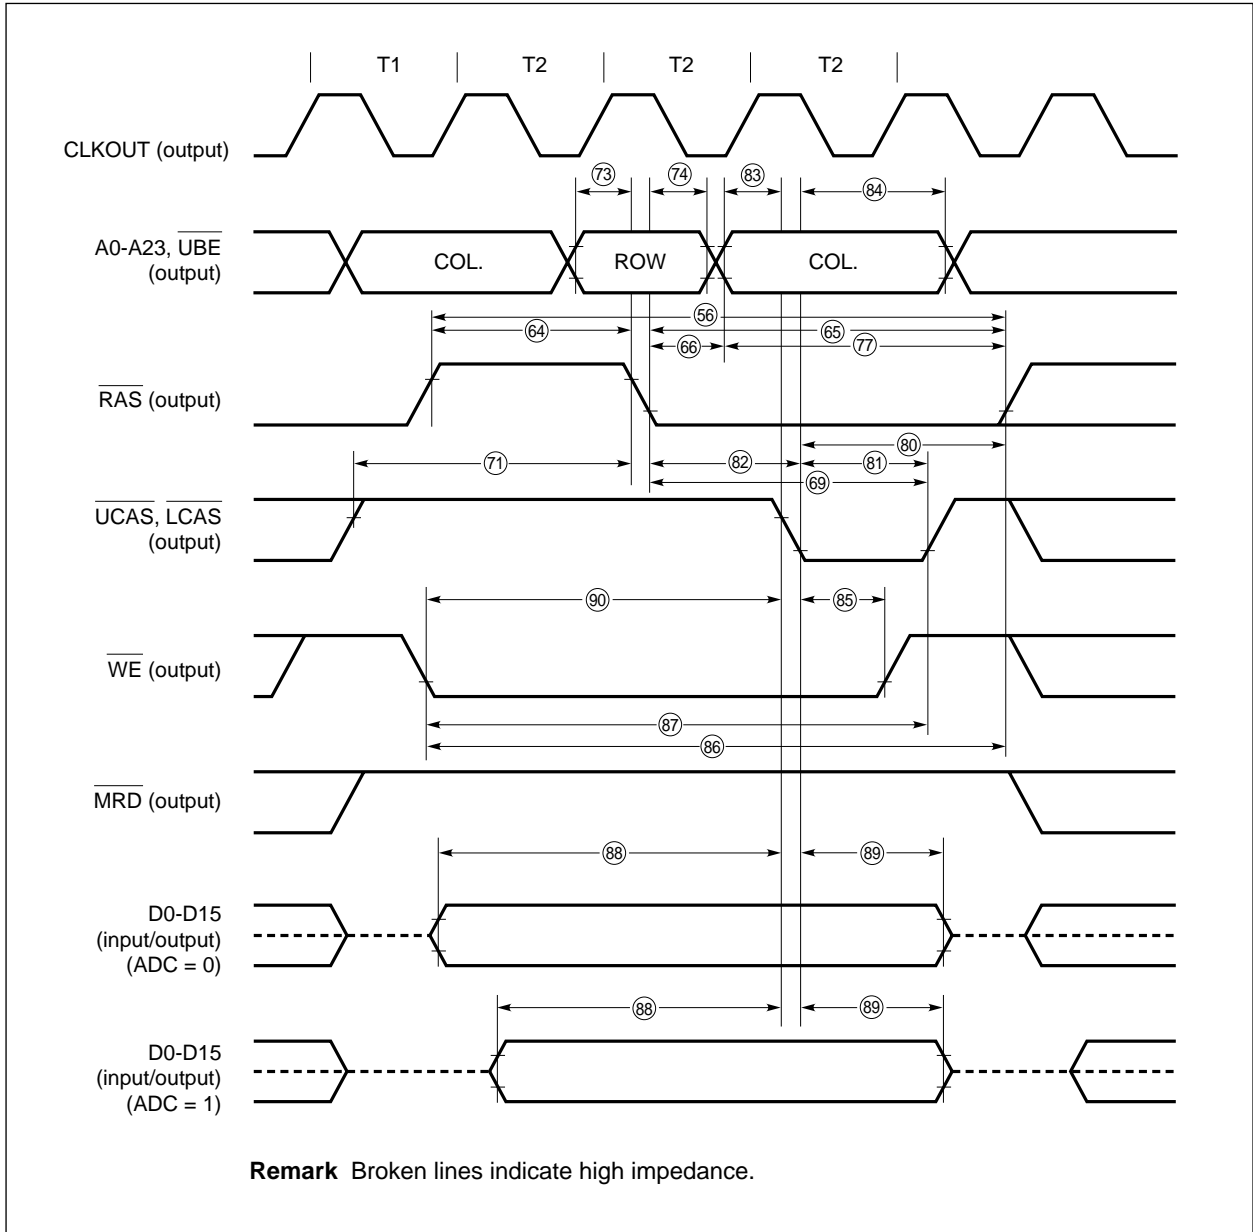 T1 T2 T2 T2
CLKOUT (output)
73 74 83 84
A0-A23, UBE
(output)
COL. ROW COL.
56
64 65
66 77
RAS (output)
80
71 82 81
69
UCAS, LCAS
(output)
90 85
WE (output)
87
86
MRD (output)
88 89
D0-D15
(input/output)
(ADC = 0)
88 89
D0-D15
(input/output)
(ADC = 1)
Remark Broken lines indicate high impedance.